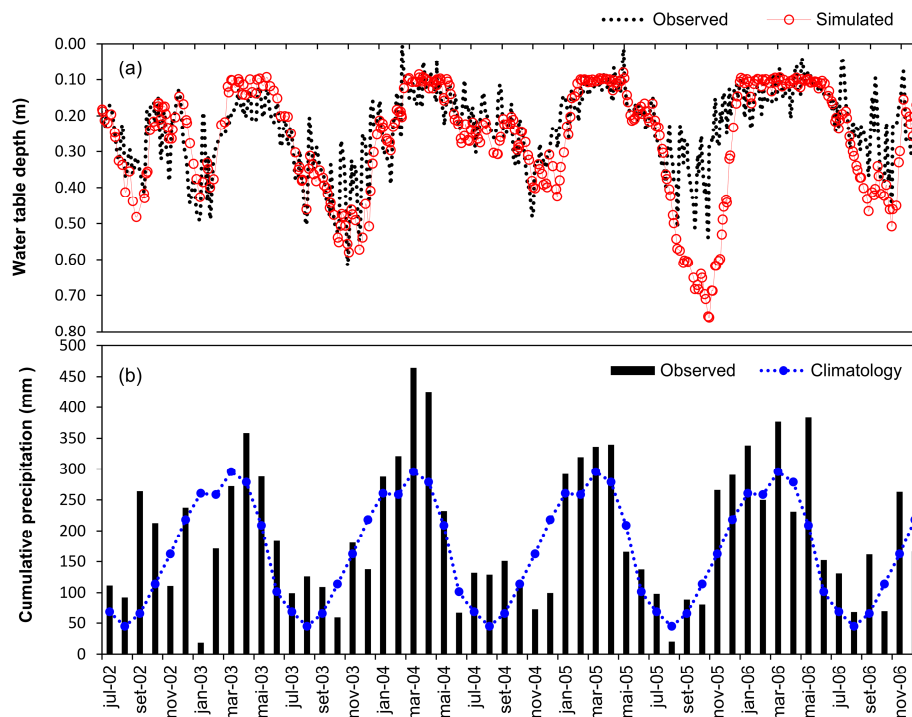 Observed Simulated
Water table depth (m)
0.00
0.10
0.20
0.30
0.40
0.50
0.60
0.70
0.80
(a)
Cumulative precipitation (mm )
500
450
400
350
300
250
200
150
100
50
0
(b)
Observed Climatology
jul-02
set-02
nov-02
jan-03
mar-03
mai-03
jul-03
set-03
nov-03
jan-04
mar-04
mai-04
jul-04
set-04
nov-04
jan-05
mar-05
mai-05
jul-05
set-05
nov-05
jan-06
mar-06
mai-06
jul-06
set-06
nov-06